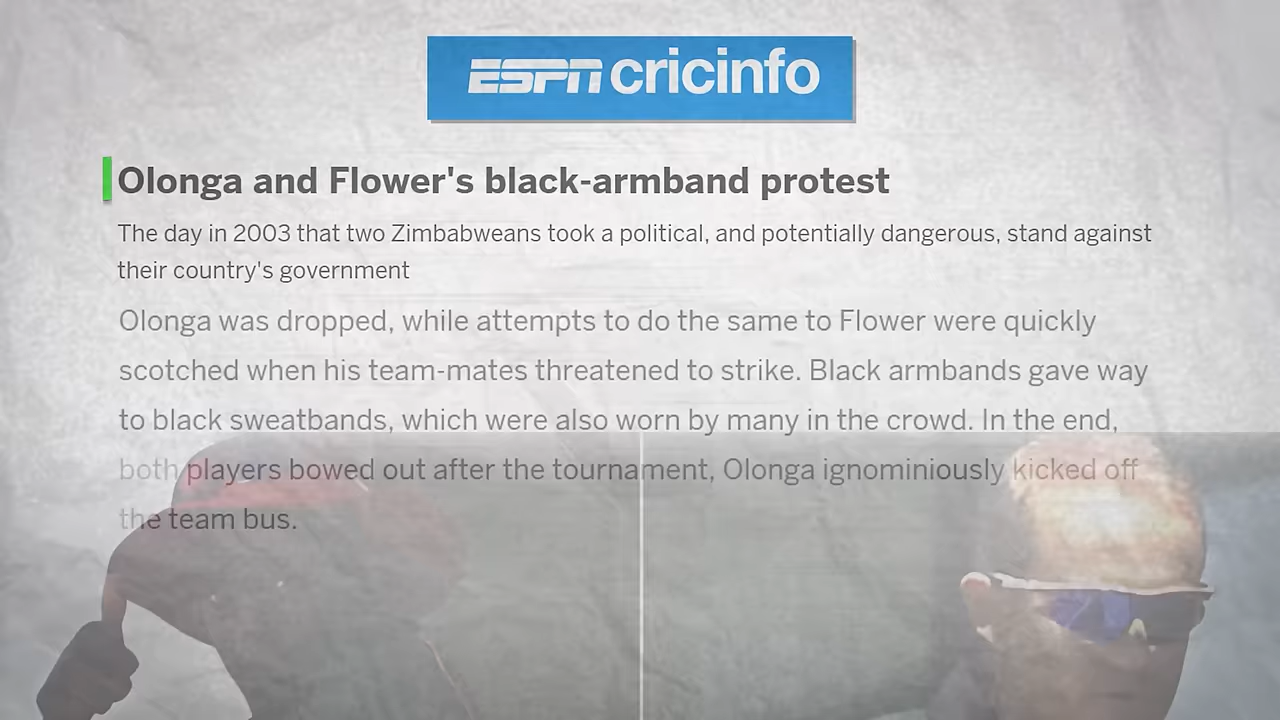 ESPN cricinfo
Olonga and Flower's black-armband protest
The day in 2003 that two Zimbabweans took a political, and potentially dangerous, stand against
their country's government
Olonga was dropped, while attempts to do the same to Flower were quickly
scotched when his team-mates threatened to strike. Black armbands gave way
to black sweatbands, which were also worn by many in the crowd. In the end,
both players bowed out after the tournament, Olonga ignominiously kicked off
the team bus.